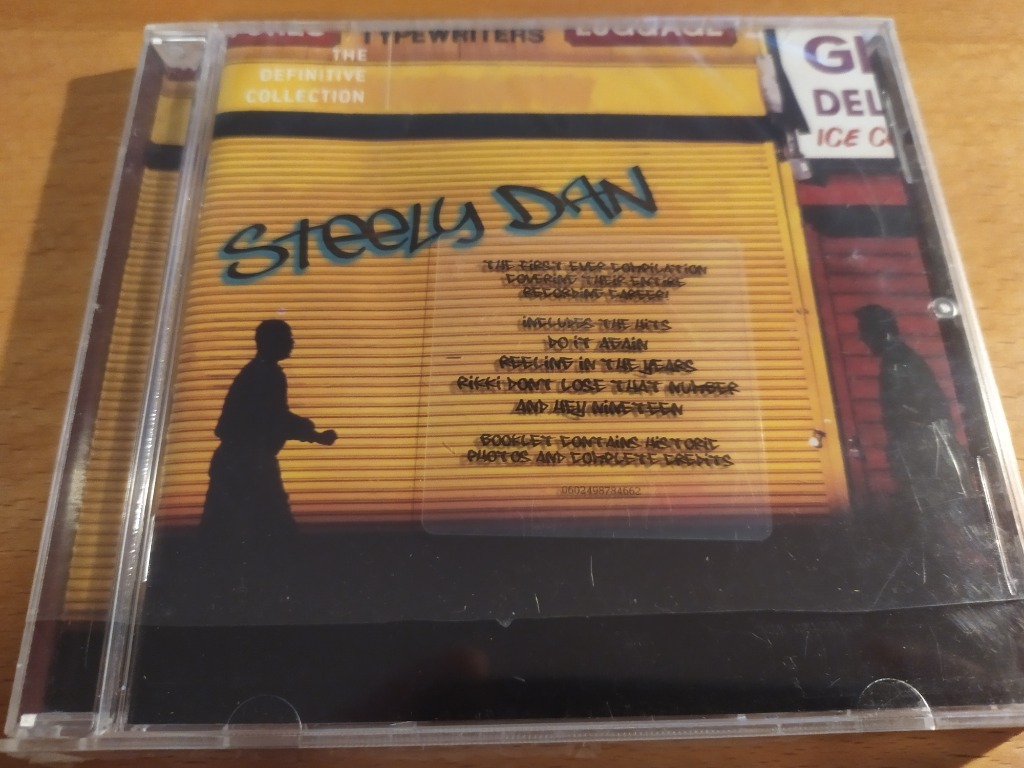 TYPEWRITERS LUGGAGE
THE
DEFINITIVE
COLLECTION
DEL
ICE
STEELY DAN
THE FIRST EVER COMPILATION
COVERING THEIR ENTIRE
RECORDING CAREER!
INCLUDES THE HITS
DO IT AGAIN
REELING IN THE YEARS
RIKKI DON'T LOSE THAT NUMBER
AND HEY NINETEEN
BOOKLET CONTAINS HISTORIC
PHOTOS AND COMPLETE CREDITS